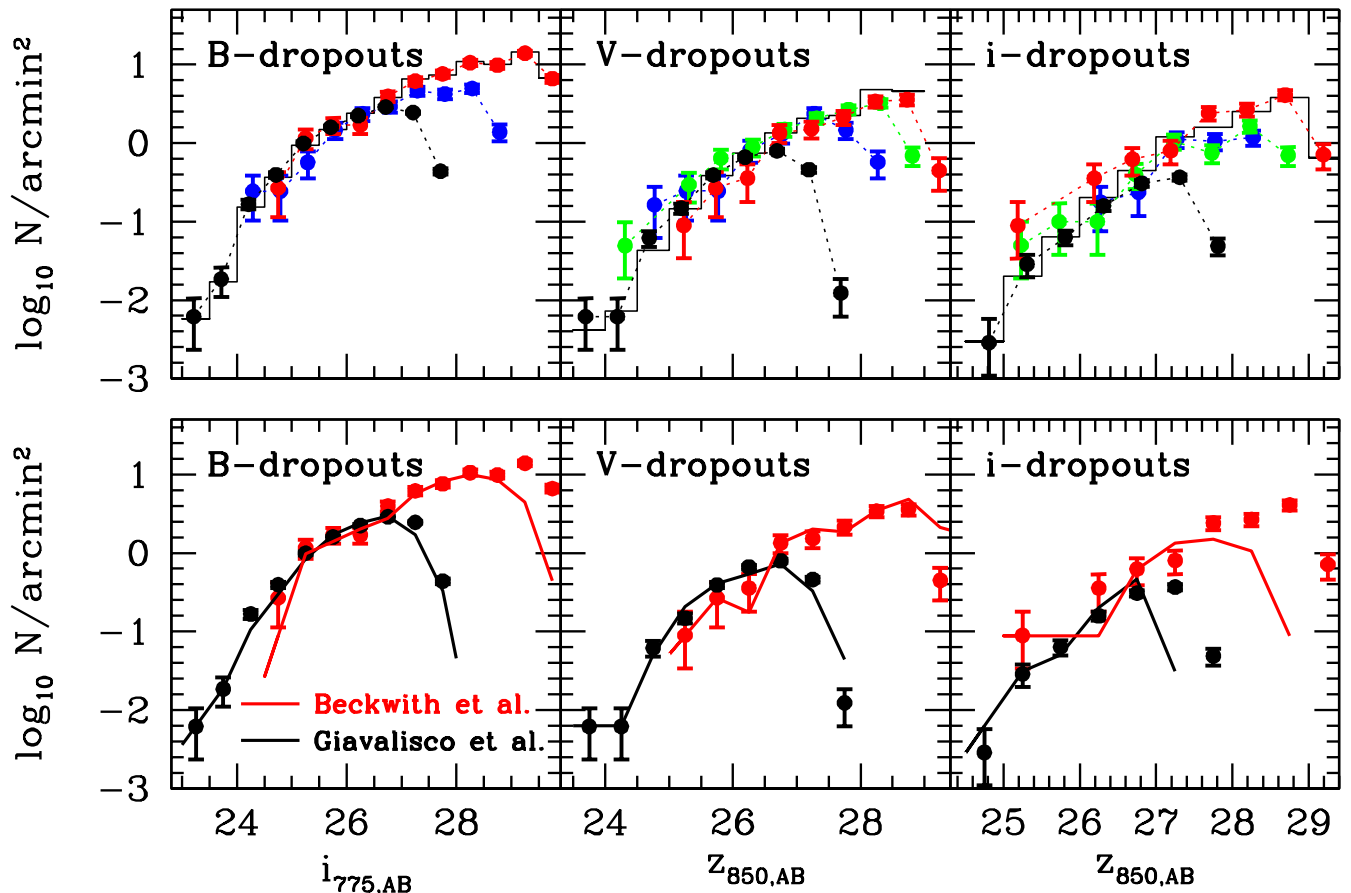 B-dropouts
V-dropouts
i-dropouts
log10 N/arcmin²
1
0
−1
−2
−3
B-dropouts
V-dropouts
i-dropouts
log10 N/arcmin²
1
0
−1
−2
−3
Beckwith et al.
Giavalisco et al.
24 26 28
24 26 28
25 26 27 28 29
i775,AB
z850,AB
z850,AB